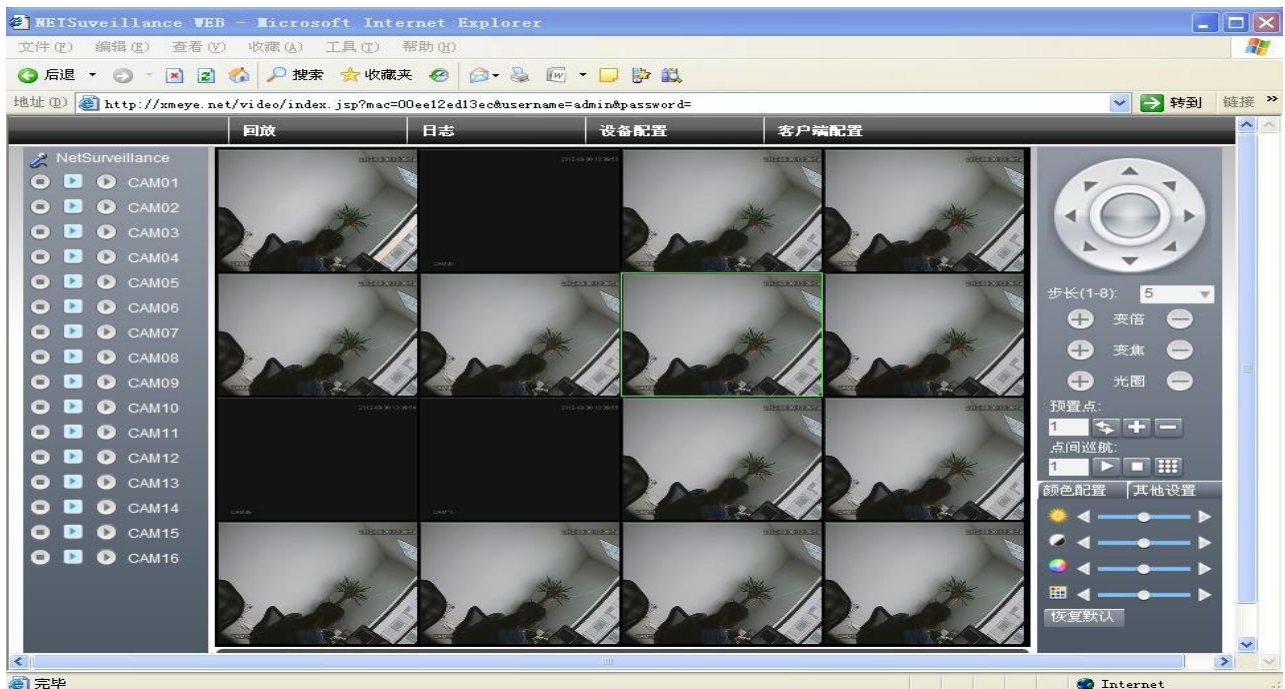 NETSuveillance WEB - Microsoft Internet Explorer
文件(F) 编辑(E) 查看(V) 收藏(A) 工具(T) 帮助(H)
后退 搜索 收藏夹
地址(D) http://xmeye.net/video/index.jsp?mac=00ee12ed13ec&username=admin&password= 转到 链接 »
回放 日志 设备配置 客户端配置
NetSurveillance
CAM01
CAM02
CAM03
CAM04
CAM05
CAM06
CAM07
CAM08
CAM09
CAM10
CAM11
CAM12
CAM13
CAM14
CAM15
CAM16
步长(1-8): 5
变倍
变焦
光圈
预置点:
1
点间巡航:
1
颜色配置 其他设置
恢复默认
完毕 Internet